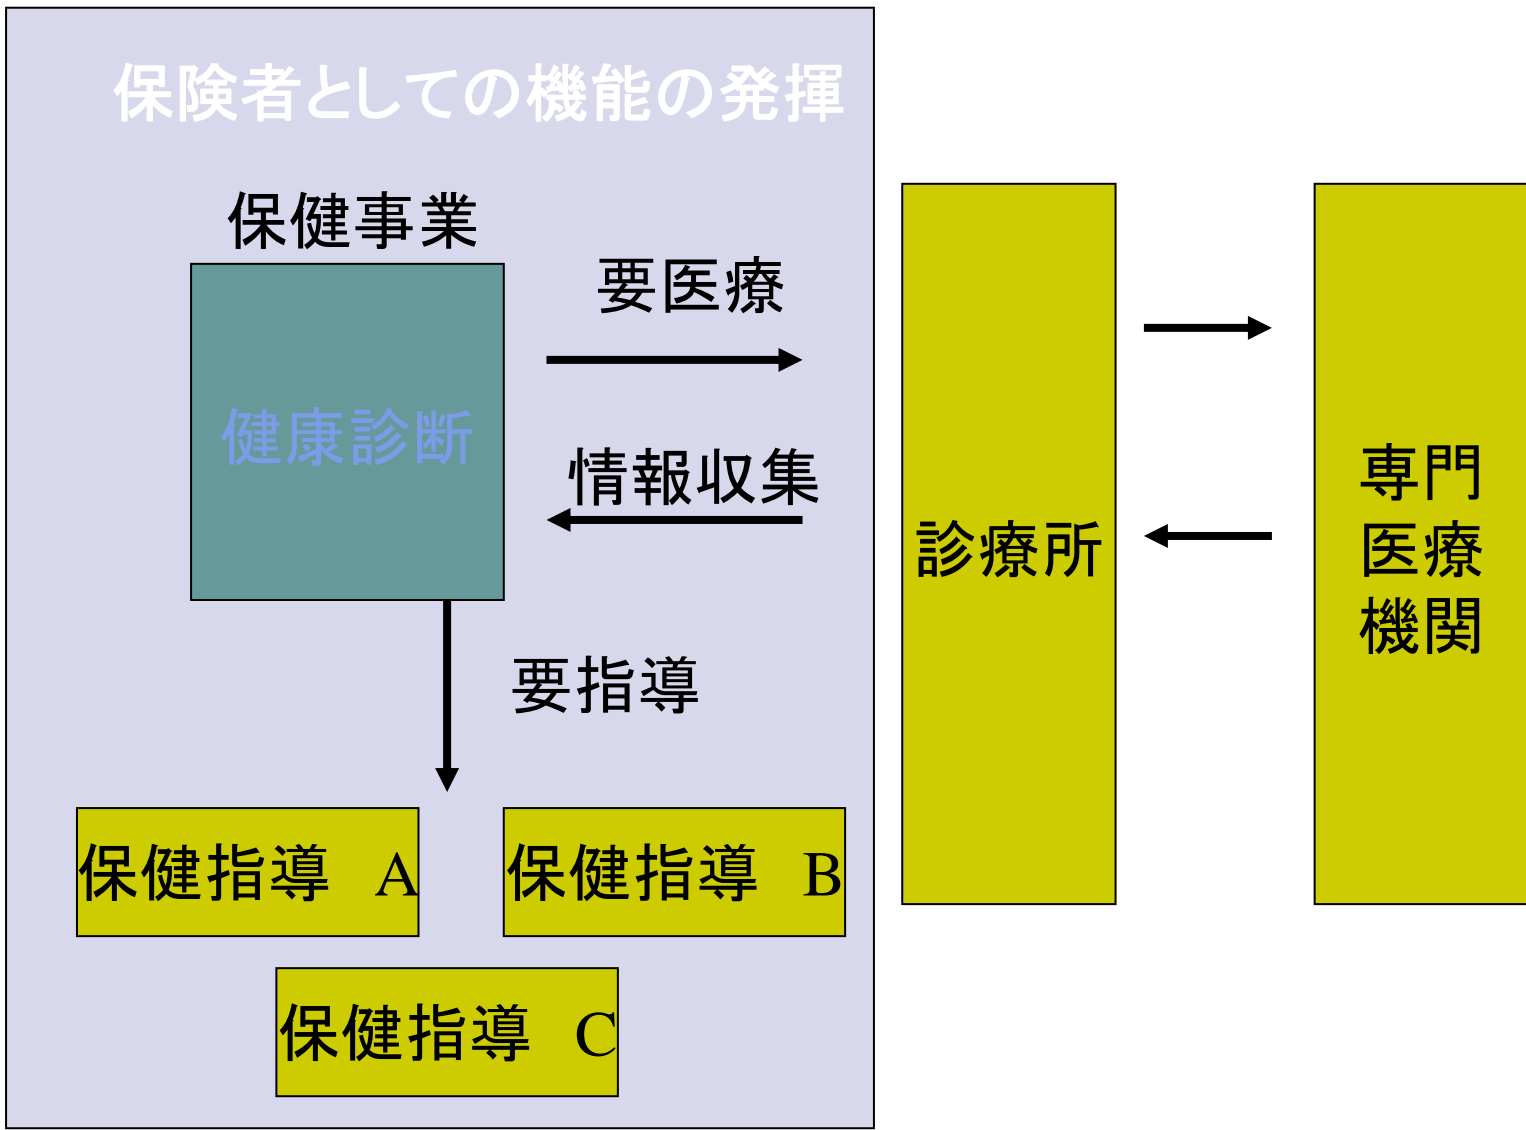 保険者としての機能の発揮
保健事業
健康診断
要医療
情報収集
要指導
保健指導 A
保健指導 B
保健指導 C
診療所
専門
医療
機関